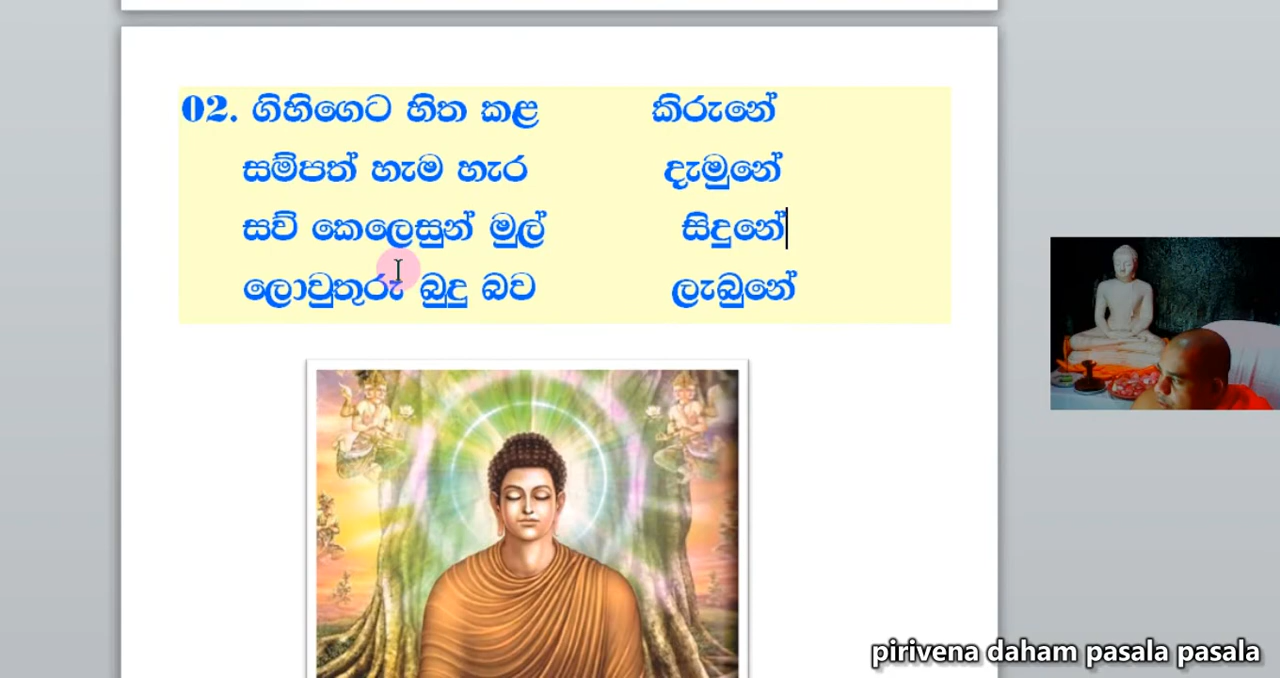 02. ගිහිගෙට හිත කළ කිරුනේ
සම්පත් හැම හැර දැමුනේ
සව් කෙලෙසුන් මුල් සිඳුනේ
ලොවුතුරු බුදු බව ලැබුනේ
pirivena daham pasala pasala